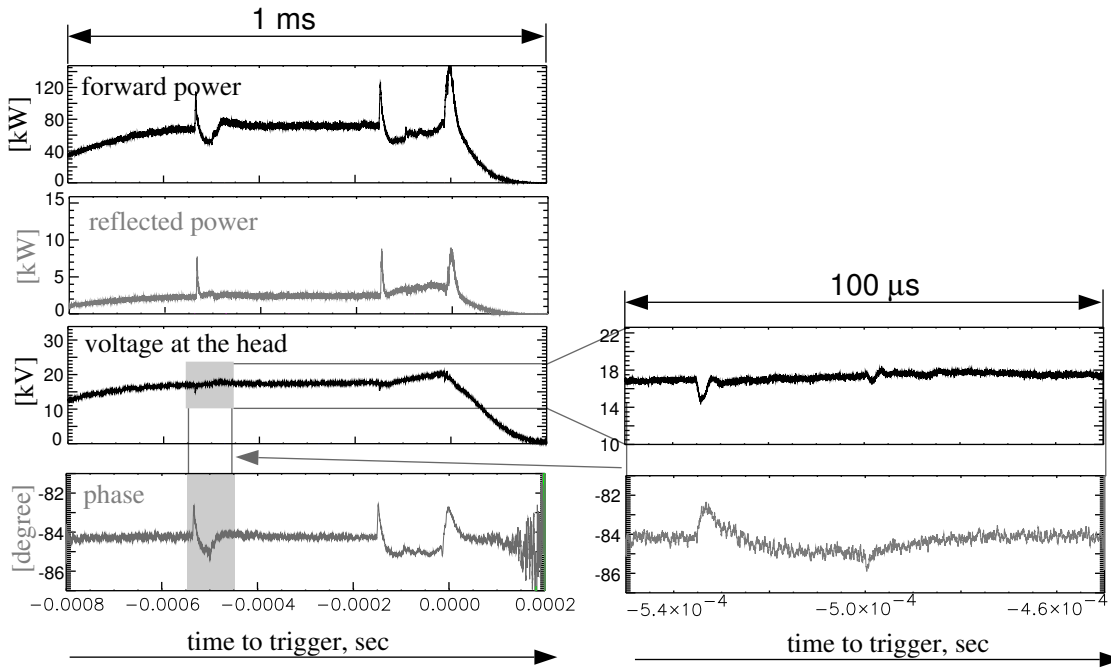 1 ms
forward power
[kW]
120
80
40
0
reflected power
[kW]
15
10
5
0
voltage at the head
[kV]
30
20
10
0
phase
[degree]
-82
-84
-86
−0.0008 −0.0006 −0.0004 −0.0002 0.0000 0.0002
time to trigger, sec
100 μs
22
18
14
10
-82
-84
-86
−5.4×10⁻⁴ −5.0×10⁻⁴ −4.6×10⁻⁴
time to trigger, sec